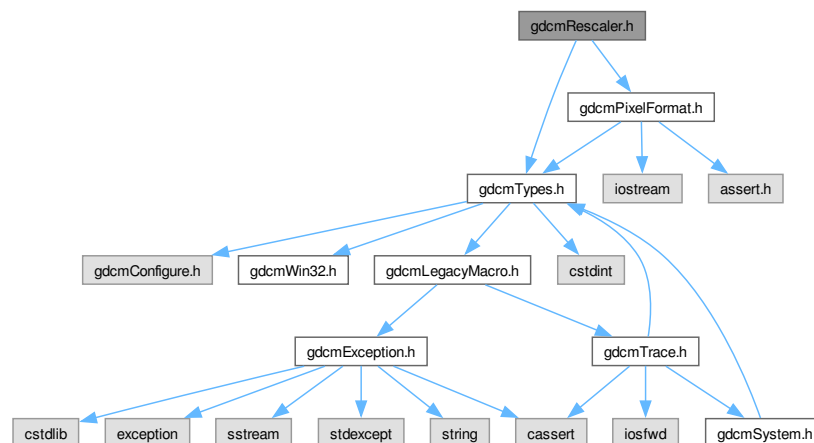 gdcmRescaler.h
gdcmPixelFormat.h
gdcmTypes.h
iostream
assert.h
gdcmConfigure.h
gdcmWin32.h
gdcmLegacyMacro.h
cstdint
gdcmException.h
gdcmTrace.h
cstdlib
exception
sstream
stdexcept
string
cassert
iosfwd
gdcmSystem.h